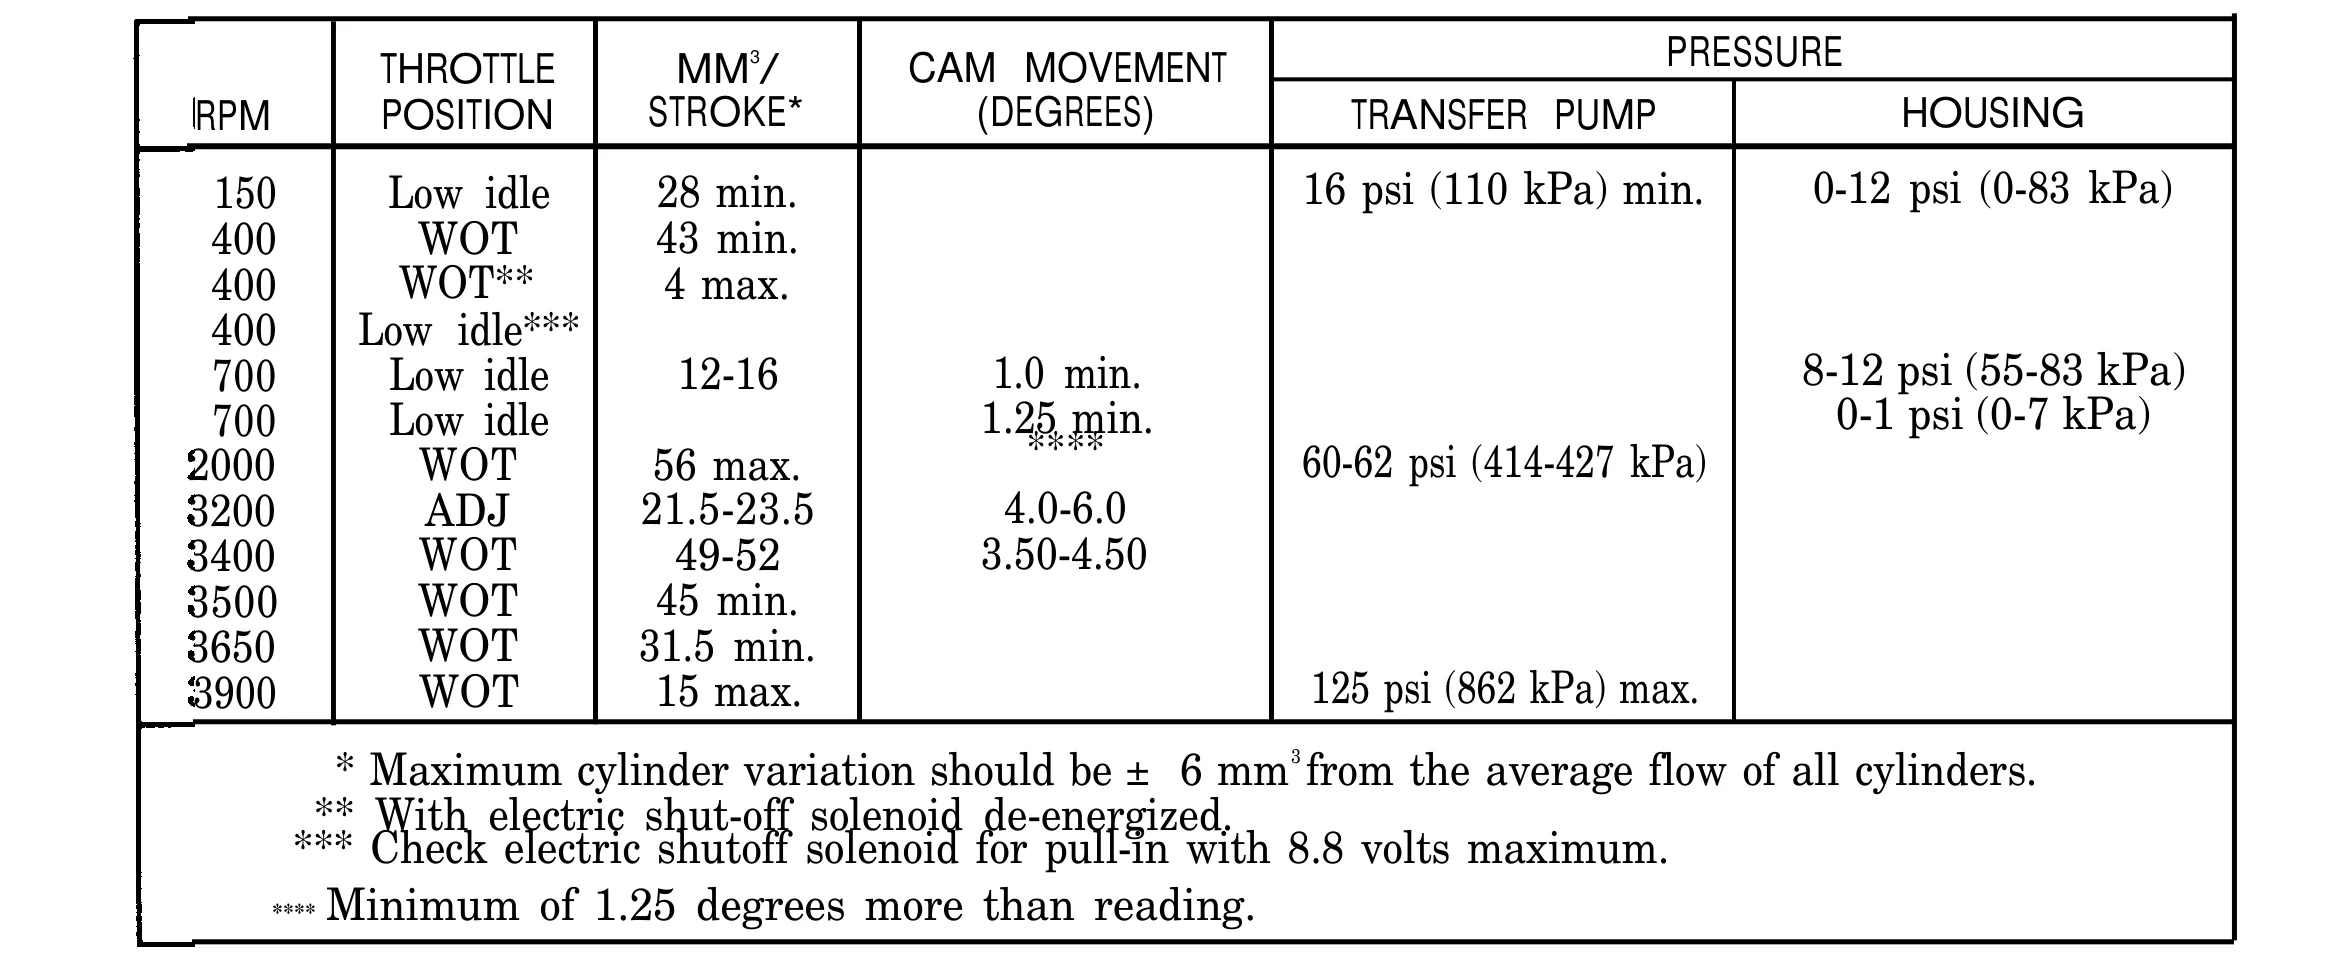 RPM THROTTLE POSITION MM³/ STROKE* CAM MOVEMENT (DEGREES) PRESSURE
TRANSFER PUMP HOUSING
150 Low idle 28 min. 16 psi (110 kPa) min. 0-12 psi (0-83 kPa)
400 WOT 43 min.
400 WOT** 4 max.
400 Low idle***
700 Low idle 12-16 1.0 min. 8-12 psi (55-83 kPa)
700 Low idle 1.25 min. 0-1 psi (0-7 kPa)
****
2000 WOT 56 max. 60-62 psi (414-427 kPa)
3200 ADJ 21.5-23.5 4.0-6.0
3400 WOT 49-52 3.50-4.50
3500 WOT 45 min.
3650 WOT 31.5 min.
3900 WOT 15 max. 125 psi (862 kPa) max.
* Maximum cylinder variation should be ± 6 mm³ from the average flow of all cylinders.
** With electric shut-off solenoid de-energized.
*** Check electric shutoff solenoid for pull-in with 8.8 volts maximum.
**** Minimum of 1.25 degrees more than reading.